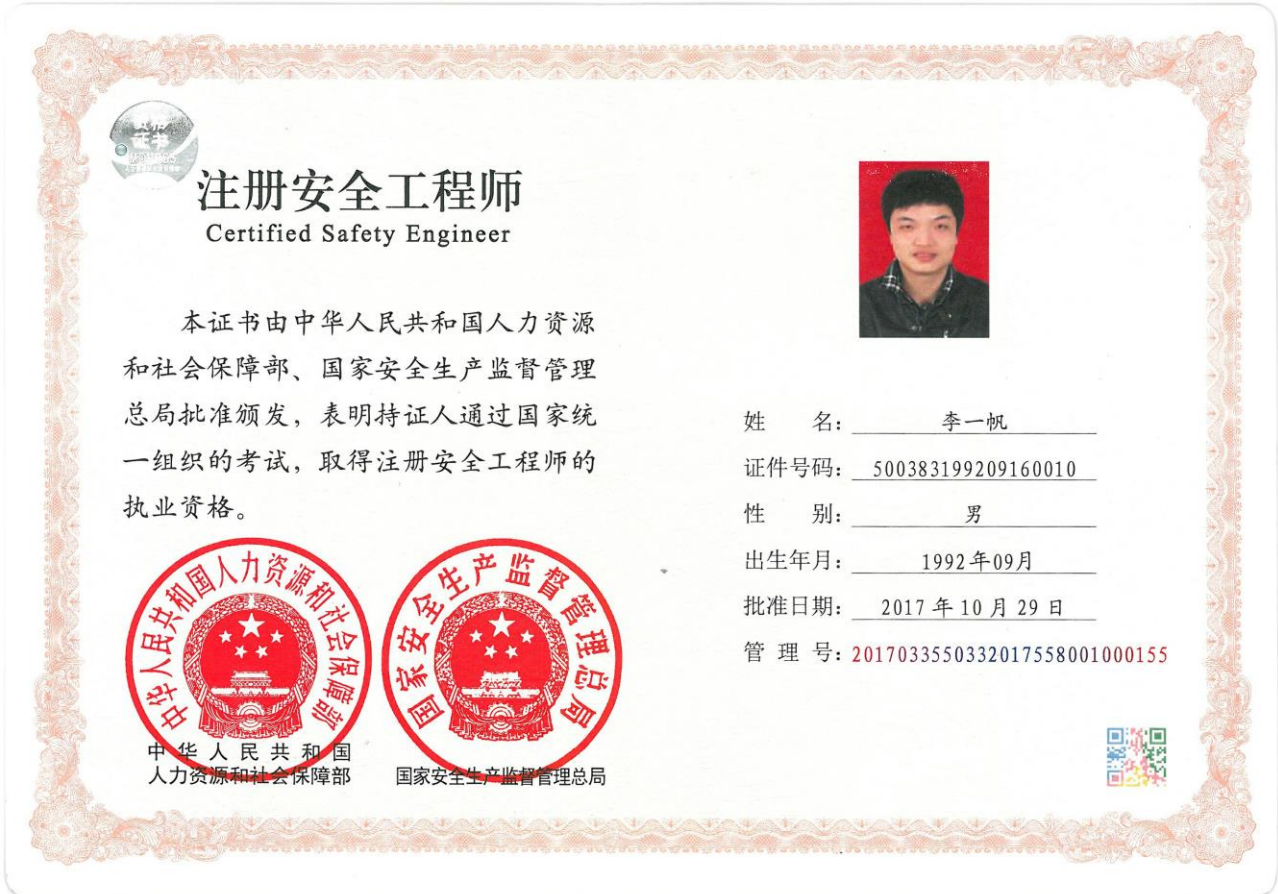 注册安全工程师
Certified Safety Engineer
本证书由中华人民共和国人力资源
和社会保障部、国家安全生产监督管理
总局批准颁发，表明持证人通过国家统
一组织的考试，取得注册安全工程师的
执业资格。
中华人民共和国人力资源和社会保障部
国家安全生产监督管理总局
中华人民共和国
人力资源和社会保障部
国家安全生产监督管理总局
姓 名：李一帆
证件号码：500383199209160010
性 别：男
出生年月：1992年09月
批准日期：2017年10月29日
管 理 号：2017033550332017558001000155